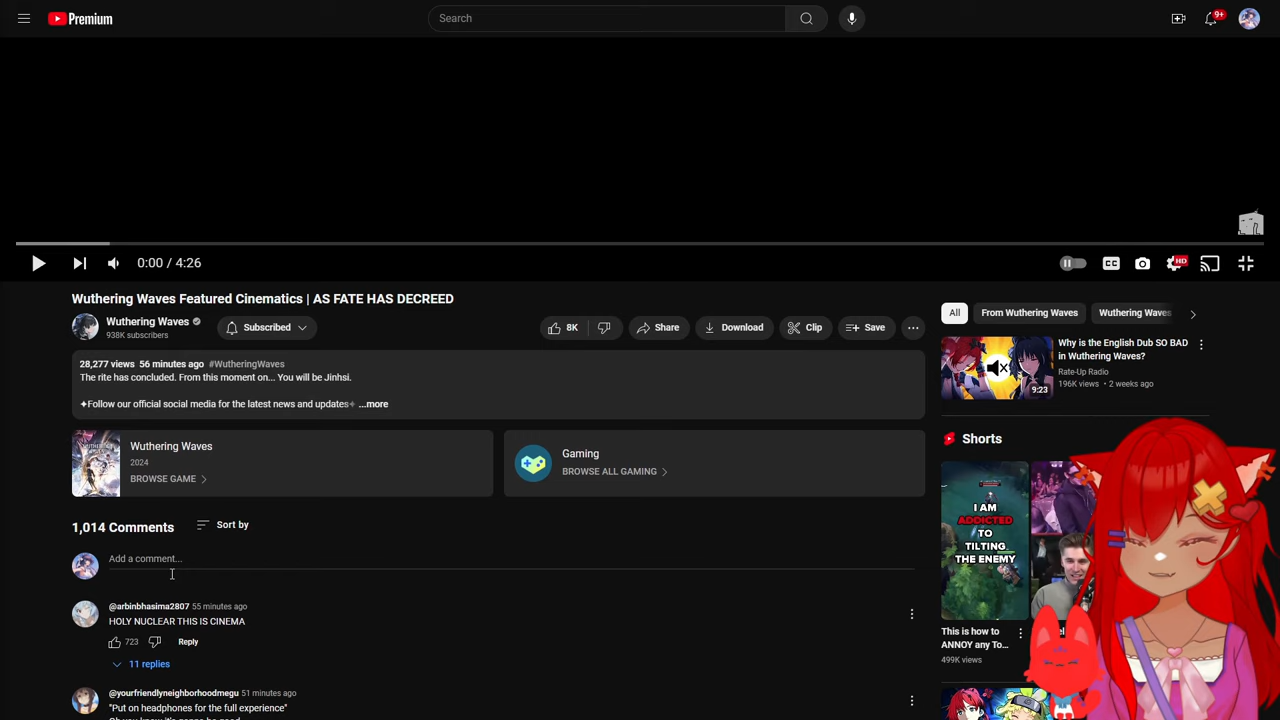 Premium
Search
9+
0:00 / 4:26
CC
HD
Wuthering Waves Featured Cinematics | AS FATE HAS DECREED
Wuthering Waves
938K subscribers
Subscribed
8K
Share
Download
Clip
Save
28,277 views 56 minutes ago #WutheringWaves
The rite has concluded. From this moment on... You will be Jinhsi.
✦Follow our official social media for the latest news and updates✦ ...more
Wuthering Waves
2024
BROWSE GAME
Gaming
BROWSE ALL GAMING
1,014 Comments
Sort by
Add a comment...
@arbinbhasima2807 55 minutes ago
HOLY NUCLEAR THIS IS CINEMA
723
Reply
11 replies
@yourfriendlyneighborhoodmegu 51 minutes ago
"Put on headphones for the full experience"
All
From Wuthering Waves
Wuthering Waves
Why is the English Dub SO BAD
in Wuthering Waves?
Rate-Up Radio
196K views • 2 weeks ago
9:23
Shorts
I AM
ADDICTED
TO
TILTING
THE ENEMY
This is how to
ANNOY any To...
499K views